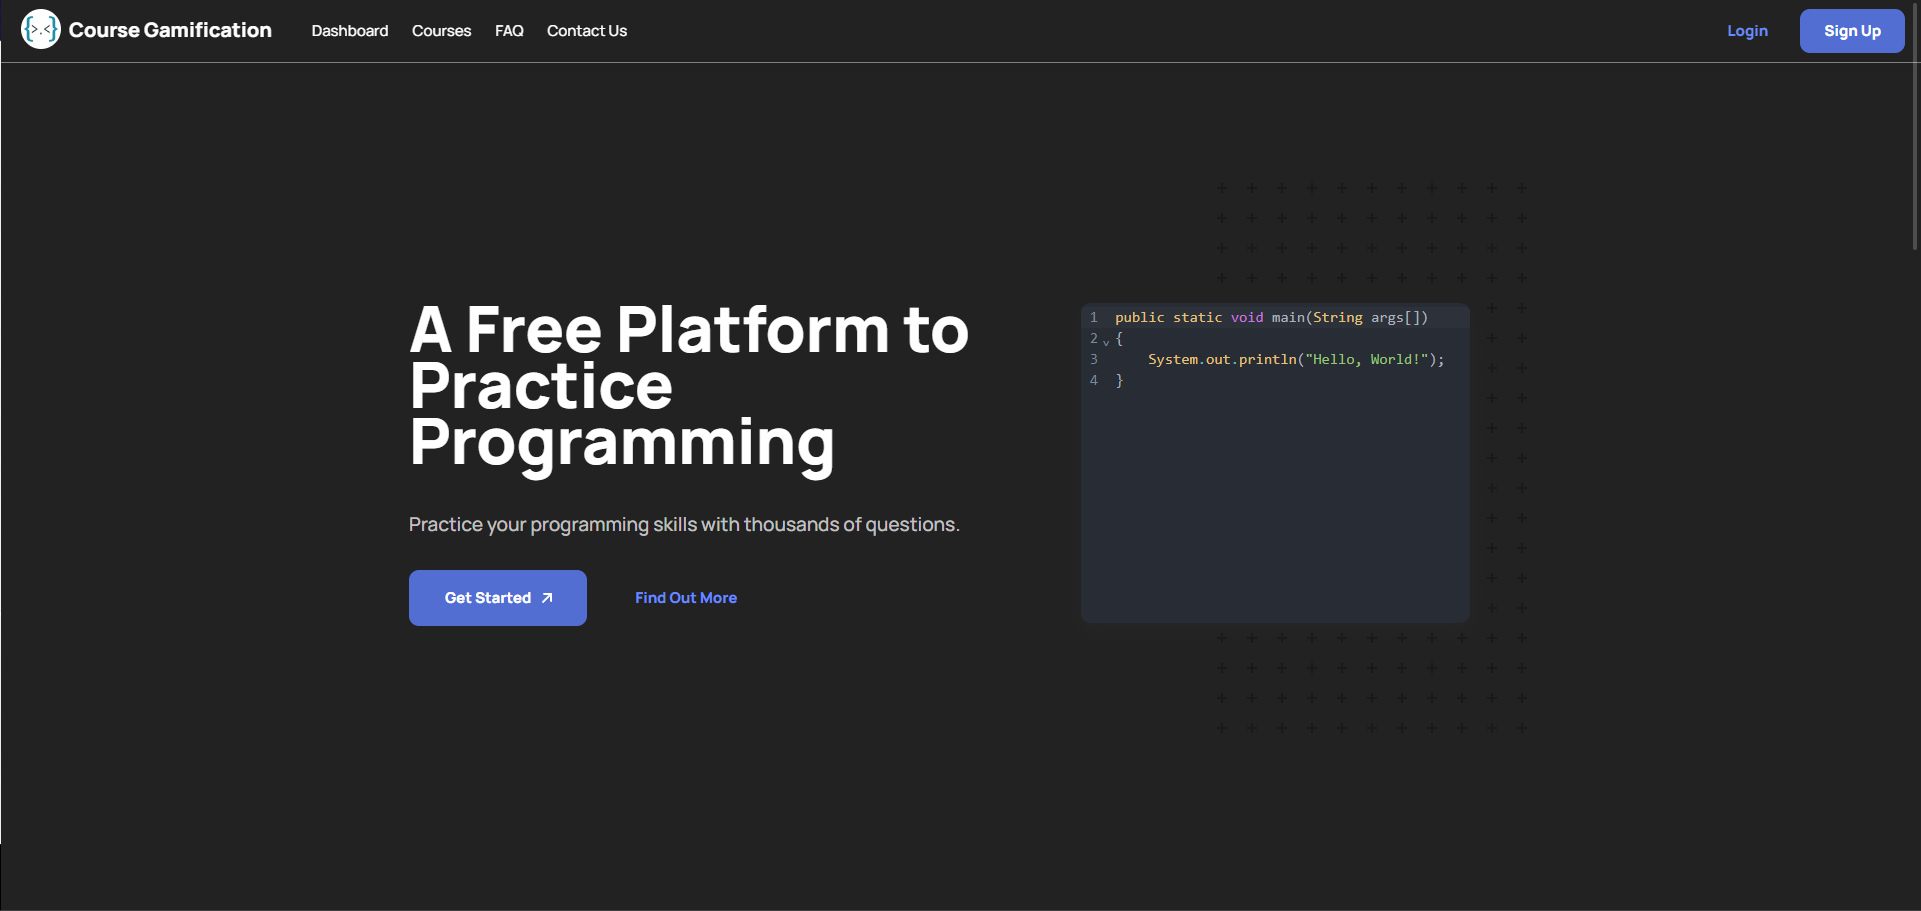 {>.<} Course Gamification Dashboard Courses FAQ Contact Us Login Sign Up
A Free Platform to
Practice
Programming
Practice your programming skills with thousands of questions.
Get Started Find Out More
1 public static void main(String args[])
2 {
3 System.out.println("Hello, World!");
4 }